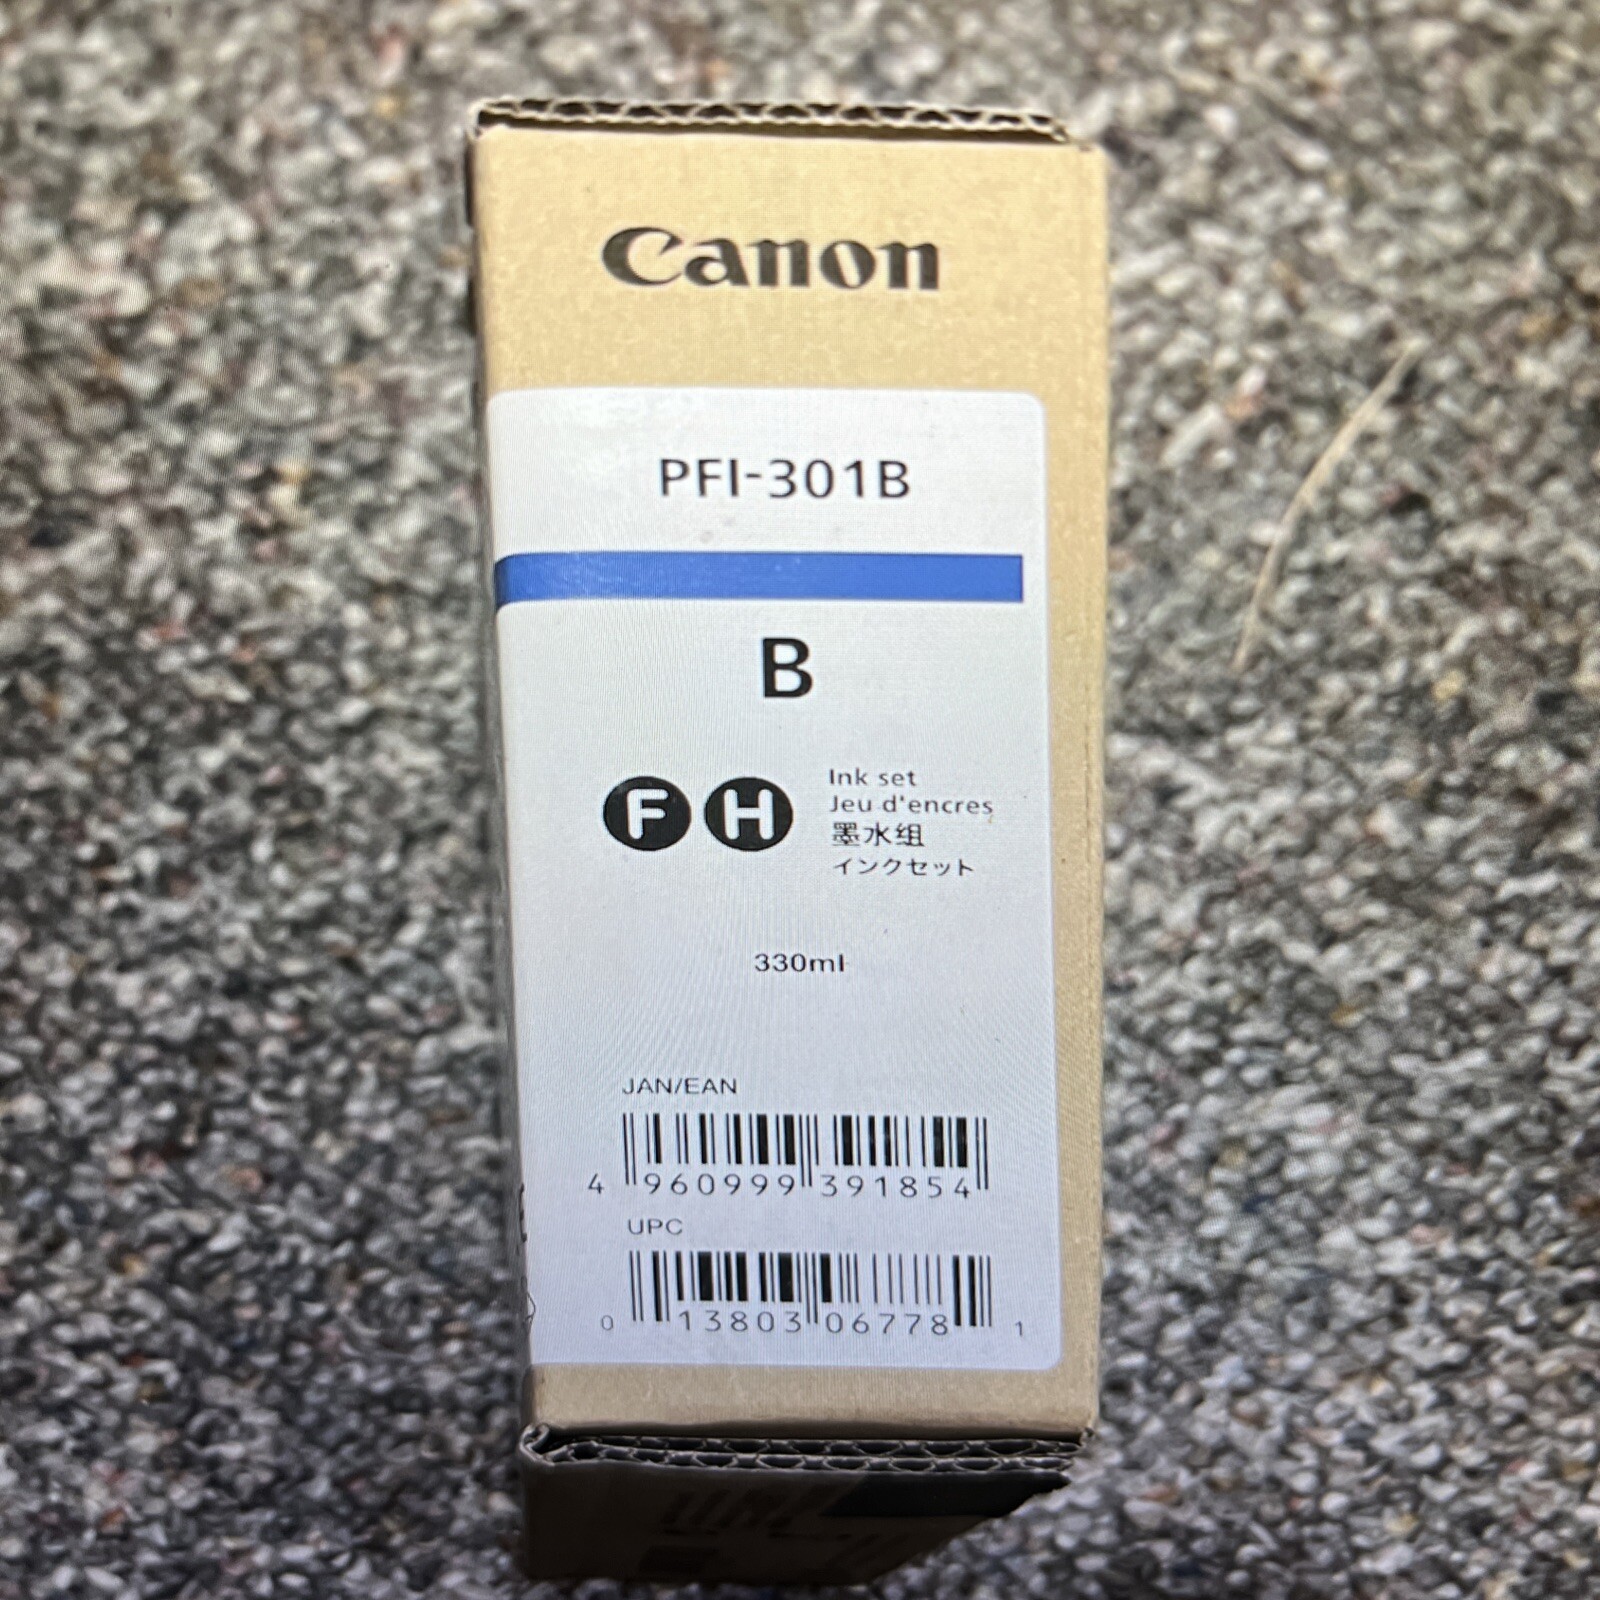 Canon
PFI-301B
B
F H
Ink set
Jeu d'encres
墨水组
インクセット
330ml
JAN/EAN
4 960999 391854
UPC
0 13803 06778 1